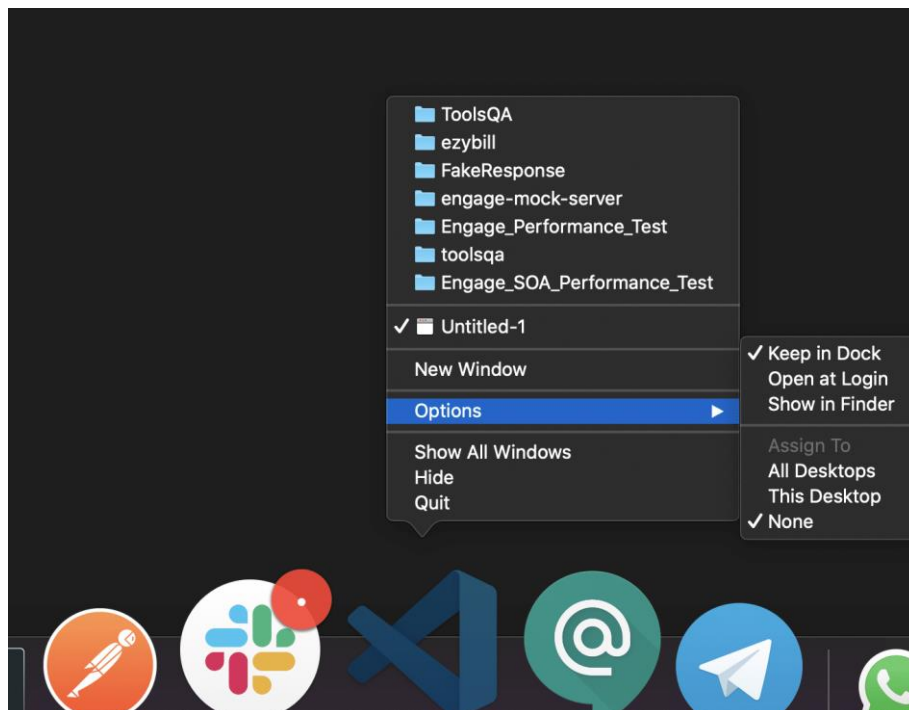 ToolsQA
ezybill
FakeResponse
engage-mock-server
Engage_Performance_Test
toolsqa
Engage_SOA_Performance_Test
✓ Untitled-1
New Window
Options
Show All Windows
Hide
Quit
✓ Keep in Dock
Open at Login
Show in Finder
Assign To
All Desktops
This Desktop
✓ None
@